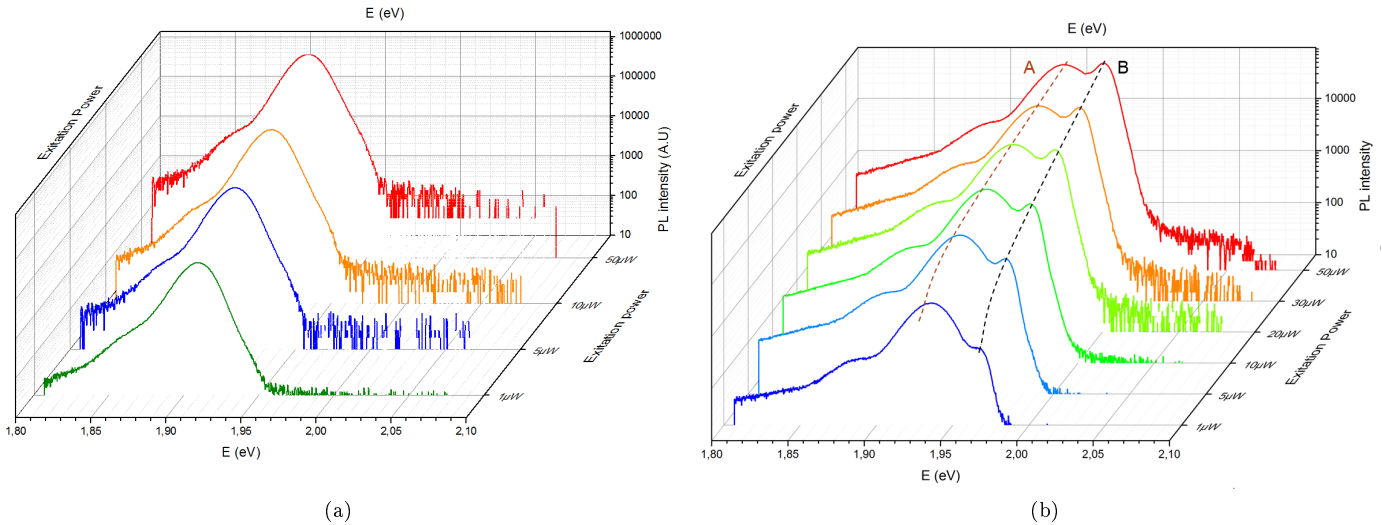 E (eV)
1000000
100000
10000
1000
100
10
PL intensity (A.U)
Exitation Power
50µW
10µW
5µW
1µW
Exitation power
1,80 1,85 1,90 1,95 2,00 2,05 2,10
E (eV)
(a)
E (eV)
A B
10000
1000
100
10
PL intensity
Exitation power
50µW
30µW
20µW
10µW
5µW
1µW
Exitation Power
1,80 1,85 1,90 1,95 2,00 2,05 2,10
E (eV)
(b)